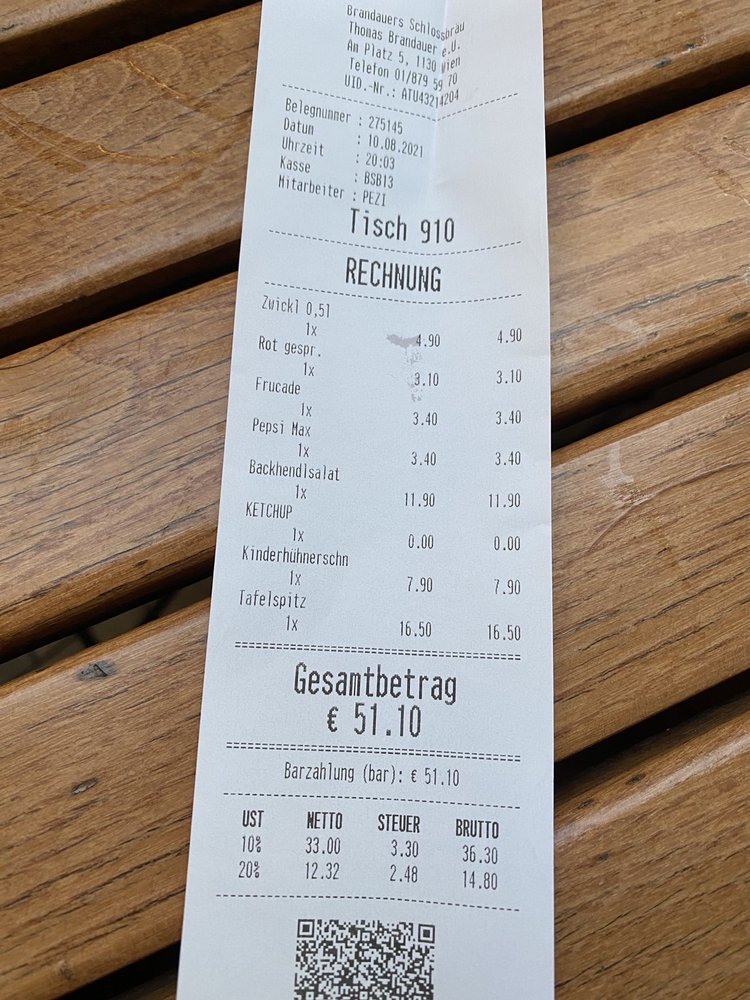 Brandauers Schlossbräu
Thomas Brandauer e.U.
Am Platz 5, 1130 Wien
Telefon 01/879 59 70
UID.-Nr.: ATU43214204
Belegnummer : 275145
Datum : 10.08.2021
Uhrzeit : 20:03
Kasse : BSB13
Mitarbeiter : PEZI
Tisch 910
RECHNUNG
Zwickl 0,5l
1x 4.90 4.90
Rot gespr.
1x 3.10 3.10
Frucade
1x 3.40 3.40
Pepsi Max
1x 3.40 3.40
Backhendlsalat
1x 11.90 11.90
KETCHUP
1x 0.00 0.00
Kinderhühnerschn
1x 7.90 7.90
Tafelspitz
1x 16.50 16.50
Gesamtbetrag
€ 51.10
Barzahlung (bar): € 51.10
UST NETTO STEUER BRUTTO
10% 33.00 3.30 36.30
20% 12.32 2.48 14.80